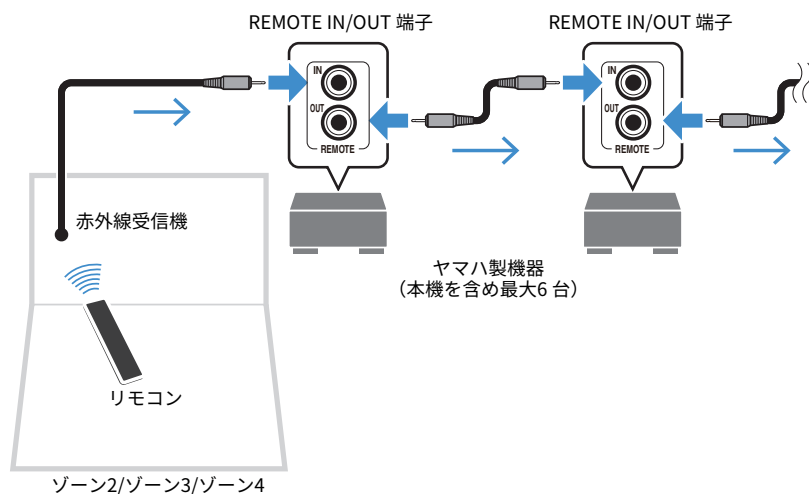 REMOTE IN/OUT 端子
REMOTE IN/OUT 端子
IN
OUT
REMOTE
IN
OUT
REMOTE
赤外線受信機
ヤマハ製機器
（本機を含め最大6 台）
リモコン
ゾーン2/ゾーン3/ゾーン4